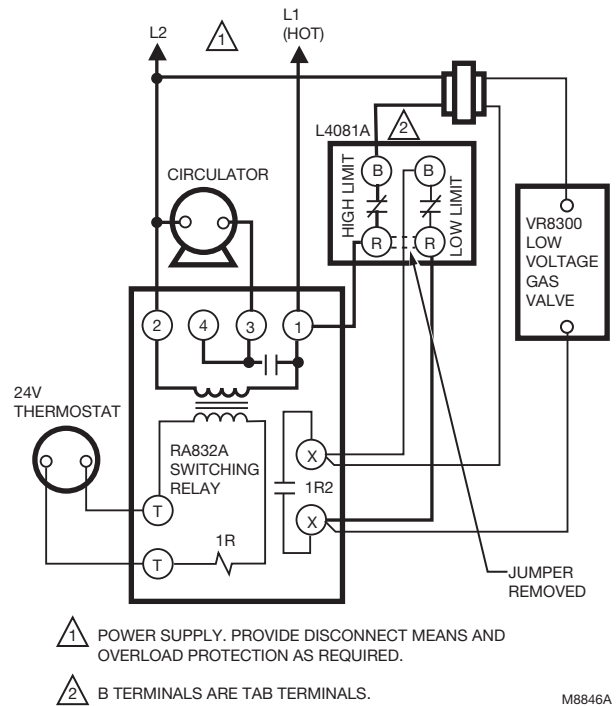 L2
1
L1
(HOT)
L4081A
2
CIRCULATOR
HIGH LIMIT
B
B
LOW LIMIT
R
R
VR8300
LOW
VOLTAGE
GAS
VALVE
2
4
3
1
24V
THERMOSTAT
RA832A
SWITCHING
RELAY
X
1R2
T
X
1R
T
JUMPER
REMOVED
1 POWER SUPPLY. PROVIDE DISCONNECT MEANS AND
OVERLOAD PROTECTION AS REQUIRED.
2 B TERMINALS ARE TAB TERMINALS.
M8846A